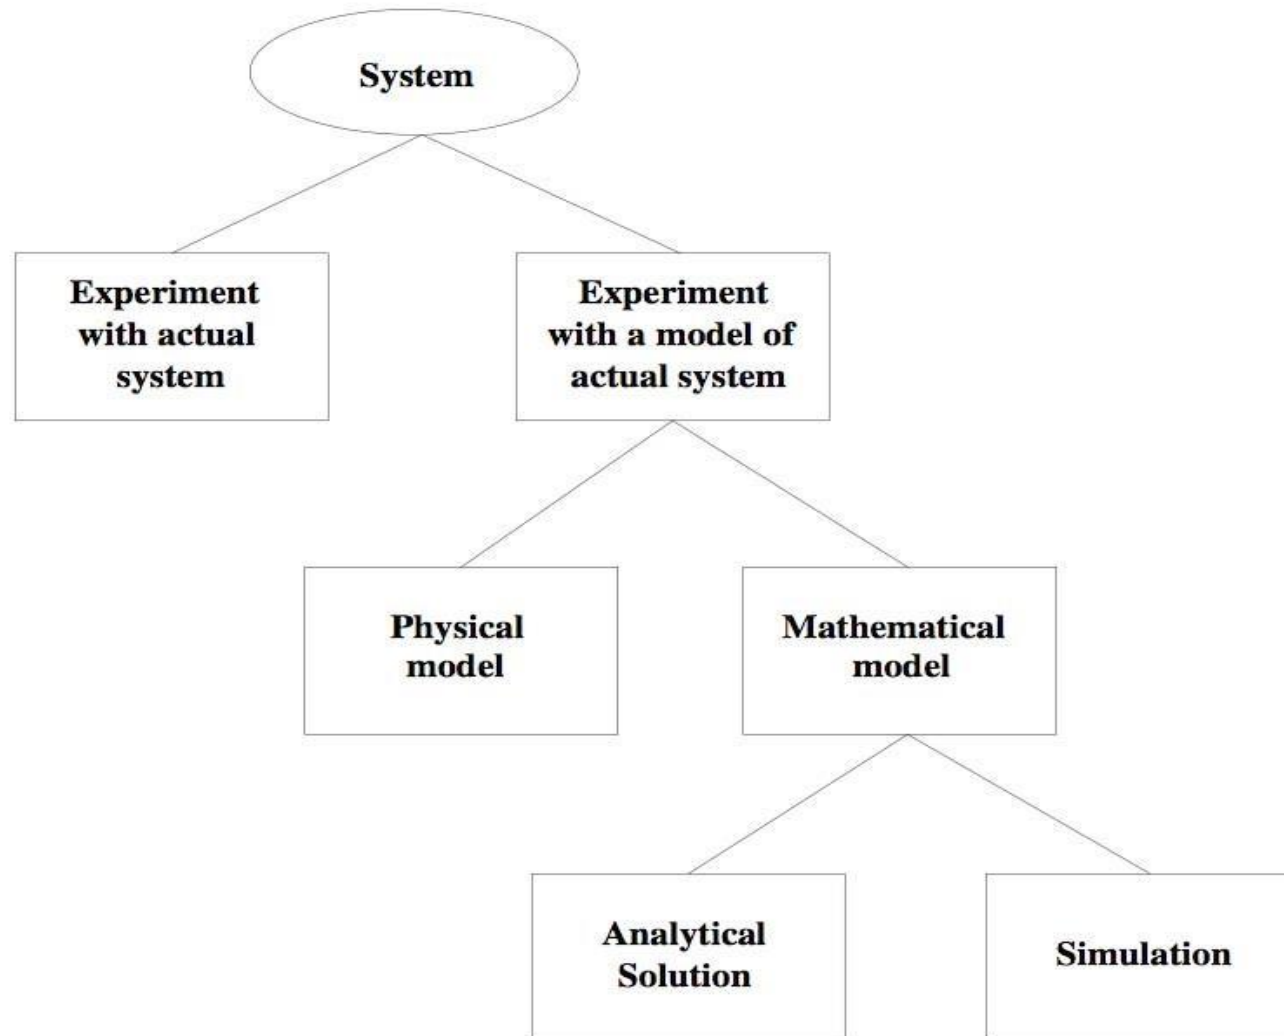 System
Experiment
with actual
system
Experiment
with a model of
actual system
Physical
model
Mathematical
model
Analytical
Solution
Simulation